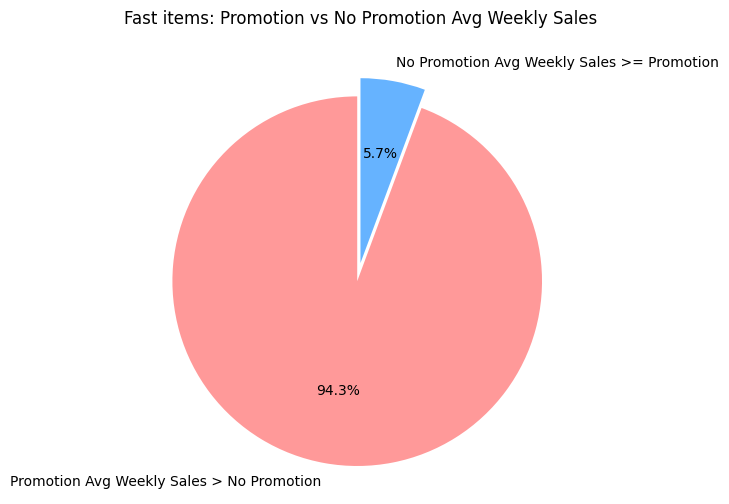 Fast items: Promotion vs No Promotion Avg Weekly Sales
No Promotion Avg Weekly Sales >= Promotion
5.7%
94.3%
Promotion Avg Weekly Sales > No Promotion